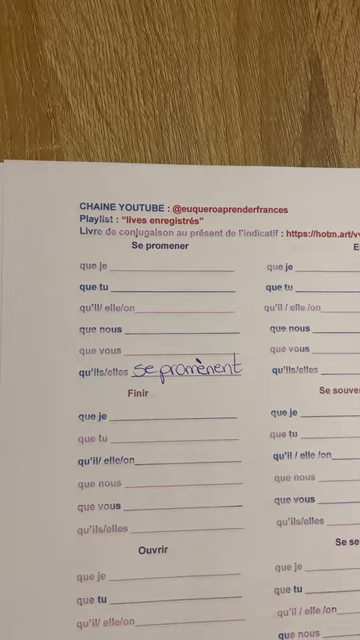 CHAINE YOUTUBE : @euqueroaprenderfrances
Playlist : "lives enregistrés"
Livre de conjugaison au présent de l'indicatif : https://hotm.art/v
Se promener
que je
que tu
qu'il/ elle/on
que nous
que vous
qu'ils/elles se promènent
Finir
que je
que tu
qu'il/ elle/on
que nous
que vous
qu'ils/elles
Ouvrir
que je
que tu
qu'il/ elle/on
que je
que tu
qu'il / elle /on
que nous
que vous
qu'ils/elles
Se souve
que je
que tu
qu'il / elle /on
que nous
que vous
qu'ils/elles
Se se
que je
que tu
qu'il / elle /on
que nous